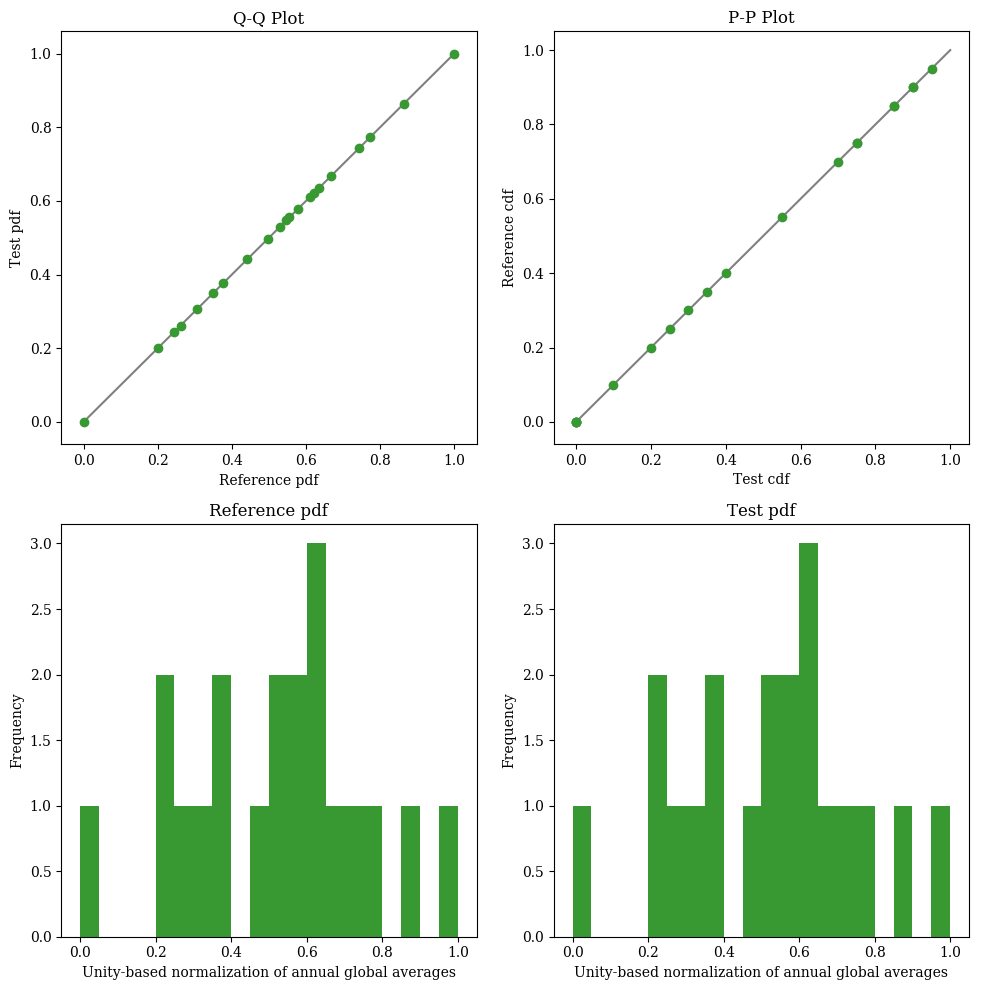 Q-Q Plot
1.0
0.8
0.6
0.4
0.2
0.0
Test pdf
0.0 0.2 0.4 0.6 0.8 1.0
Reference pdf
P-P Plot
1.0
0.8
0.6
0.4
0.2
0.0
Reference cdf
0.0 0.2 0.4 0.6 0.8 1.0
Test cdf
Reference pdf
3.0
2.5
2.0
1.5
1.0
0.5
0.0
Frequency
0.0 0.2 0.4 0.6 0.8 1.0
Unity-based normalization of annual global averages
Test pdf
3.0
2.5
2.0
1.5
1.0
0.5
0.0
Frequency
0.0 0.2 0.4 0.6 0.8 1.0
Unity-based normalization of annual global averages